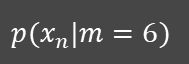 p(xₙ|m = 6)